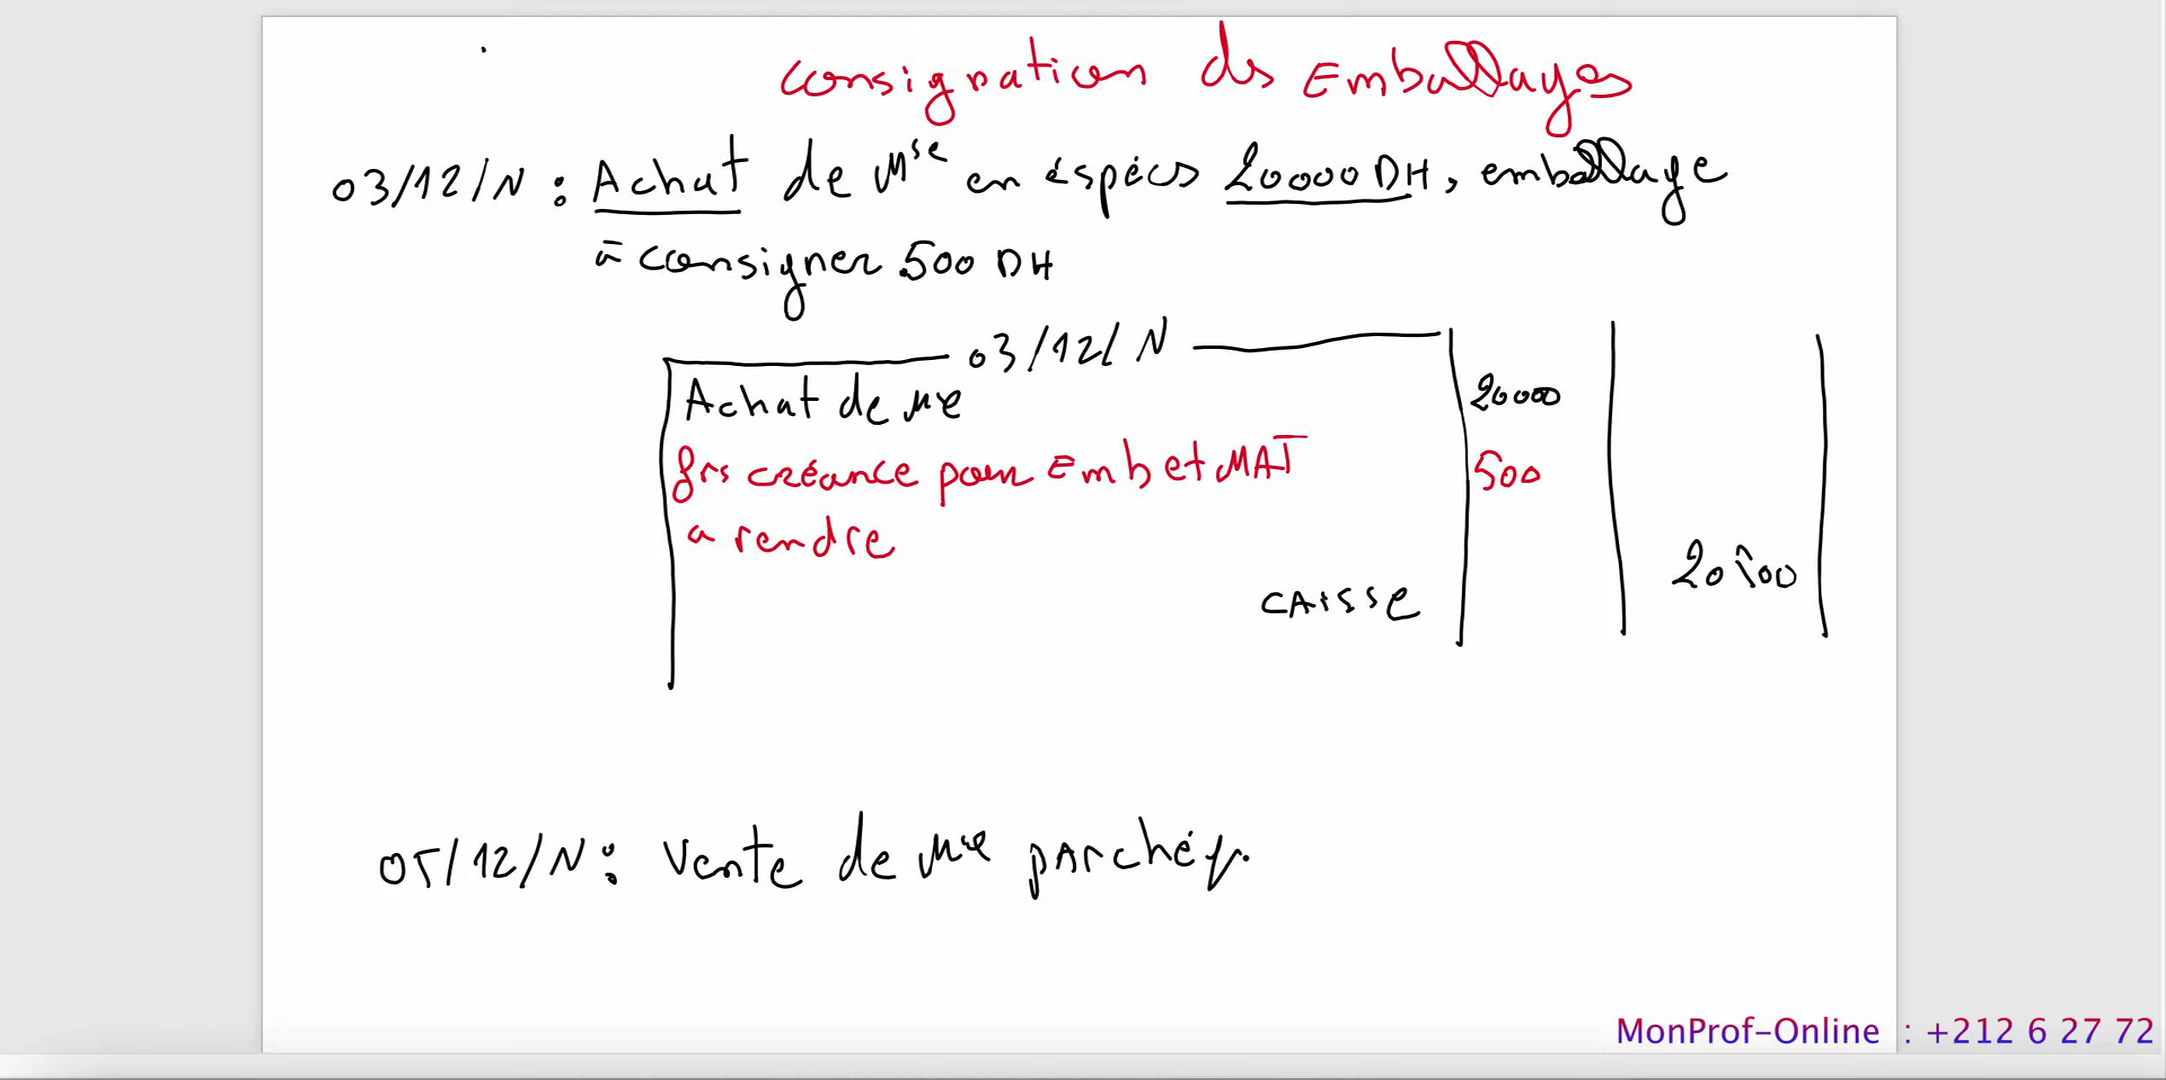 Consignation des Emballages
03/12/N : Achat de Mse en éspéces 20000 DH, emballage
à consigner 500 DH
03/12/N
Achat de Mse 20000
frs créance pour Emb et MAT 500
a rendre
20500
CAISSE
05/12/N : Vente de Mse par chéq.
MonProf-Online : +212 6 27 72